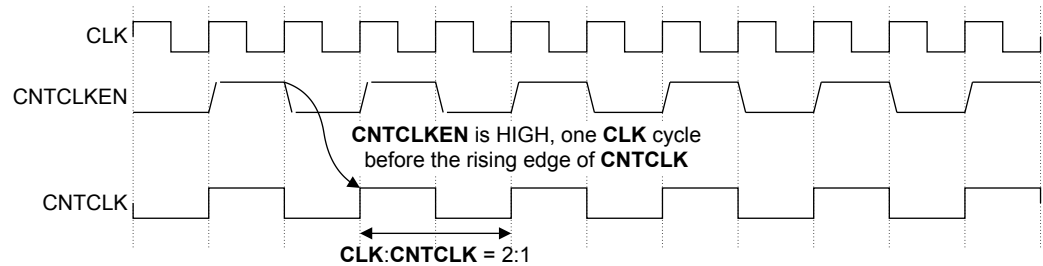 CLK
CNTCLKEN
CNTCLKEN is HIGH, one CLK cycle
before the rising edge of CNTCLK
CNTCLK
CLK:CNTCLK = 2:1